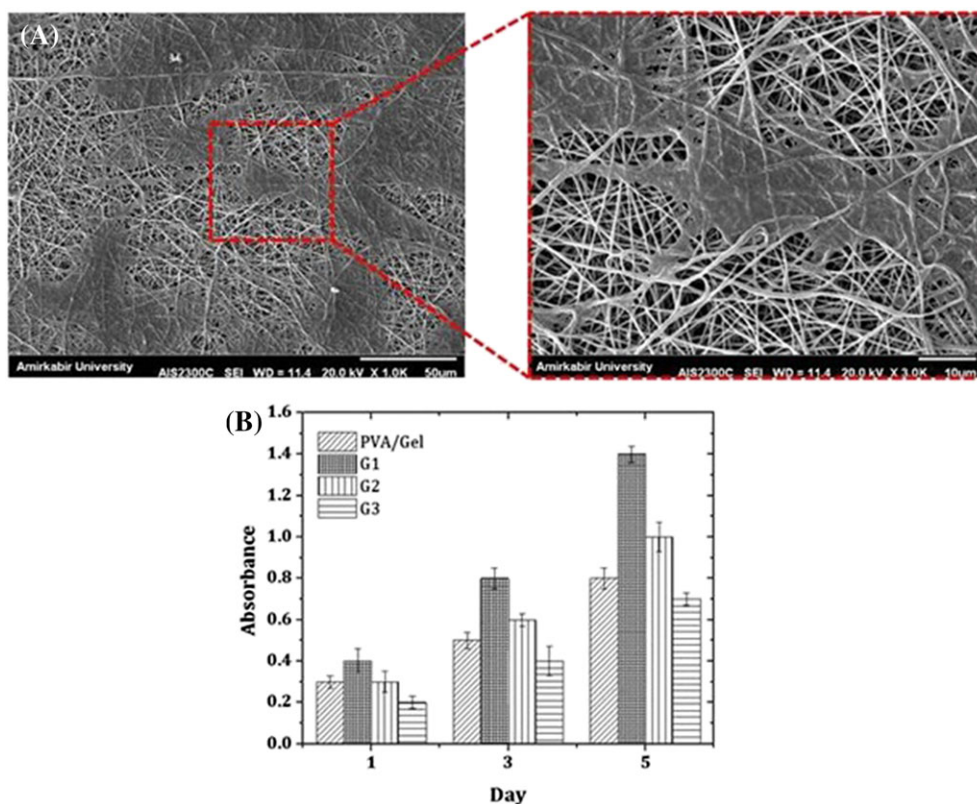 (A)
Amirkabir University
AIS2300C SEI WD = 11.4 20.0 kV X 1.0K 50µm
Amirkabir University
AIS2300C SEI WD = 11.4 20.0 kV X 3.0K 10µm
(B)
1.6
1.4
1.2
1.0
0.8
0.6
0.4
0.2
0.0
Absorbance
PVA/Gel
G1
G2
G3
1 3 5
Day